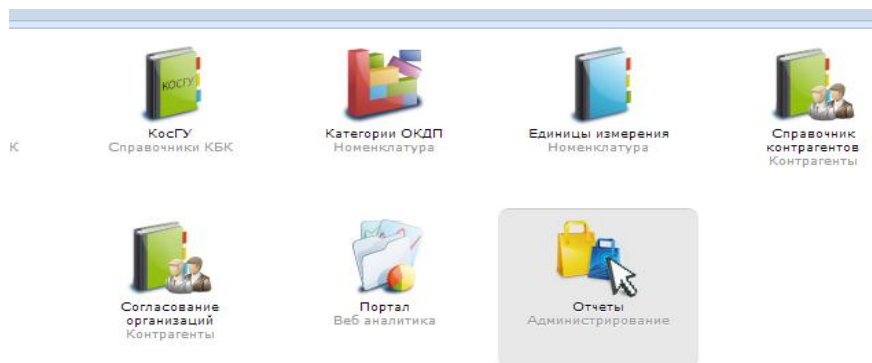 КОСГУ
КосГУ
Справочники КБК
Категории ОКДП
Номенклатура
Единицы измерения
Номенклатура
Справочник
контрагентов
Контрагенты
К
Согласование
организаций
Контрагенты
Портал
Веб аналитика
Отчеты
Администрирование